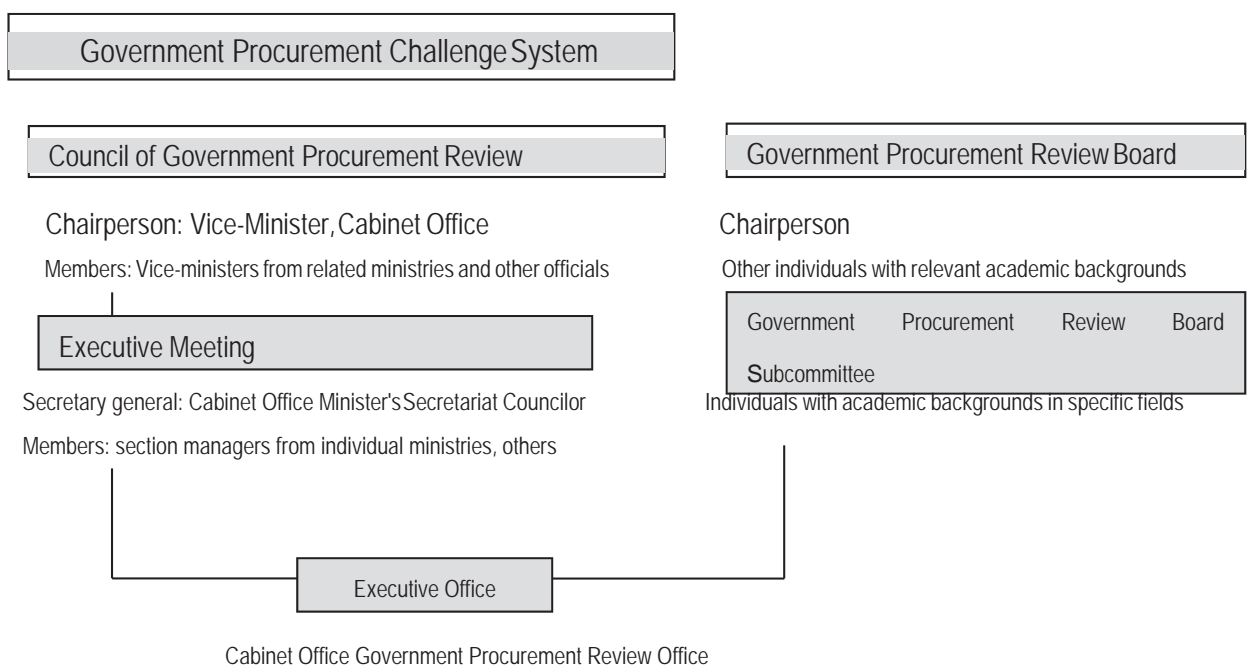 Government Procurement Challenge System
Council of Government Procurement Review
Chairperson: Vice-Minister, Cabinet Office
Members: Vice-ministers from related ministries and other officials
Executive Meeting
Secretary general: Cabinet Office Minister's Secretariat Councilor
Members: section managers from individual ministries, others
Government Procurement Review Board
Chairperson
Other individuals with relevant academic backgrounds
Government Procurement Review Board
Subcommittee
Individuals with academic backgrounds in specific fields
Executive Office
Cabinet Office Government Procurement Review Office